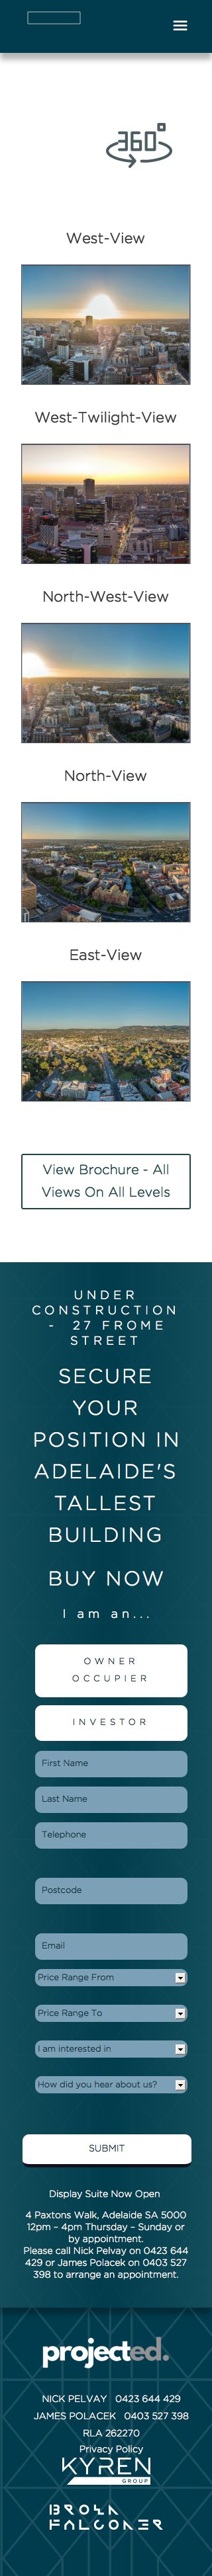 360°
West-View
West-Twilight-View
North-West-View
North-View
East-View
View Brochure - All
Views On All Levels
UNDER
CONSTRUCTION
- 27 FROME
STREET
SECURE
YOUR
POSITION IN
ADELAIDE'S
TALLEST
BUILDING
BUY NOW
I am an...
OWNER
OCCUPIER
INVESTOR
First Name
Last Name
Telephone
Postcode
Email
Price Range From
Price Range To
I am interested in
How did you hear about us?
SUBMIT
Display Suite Now Open
4 Paxtons Walk, Adelaide SA 5000
12pm – 4pm Thursday – Sunday or
by appointment.
Please call Nick Pelvay on 0423 644
429 or James Polacek on 0403 527
398 to arrange an appointment.
projected.
NICK PELVAY 0423 644 429
JAMES POLACEK 0403 527 398
RLA 262270
Privacy Policy
KYREN
GROUP
BROWN
FALCONER